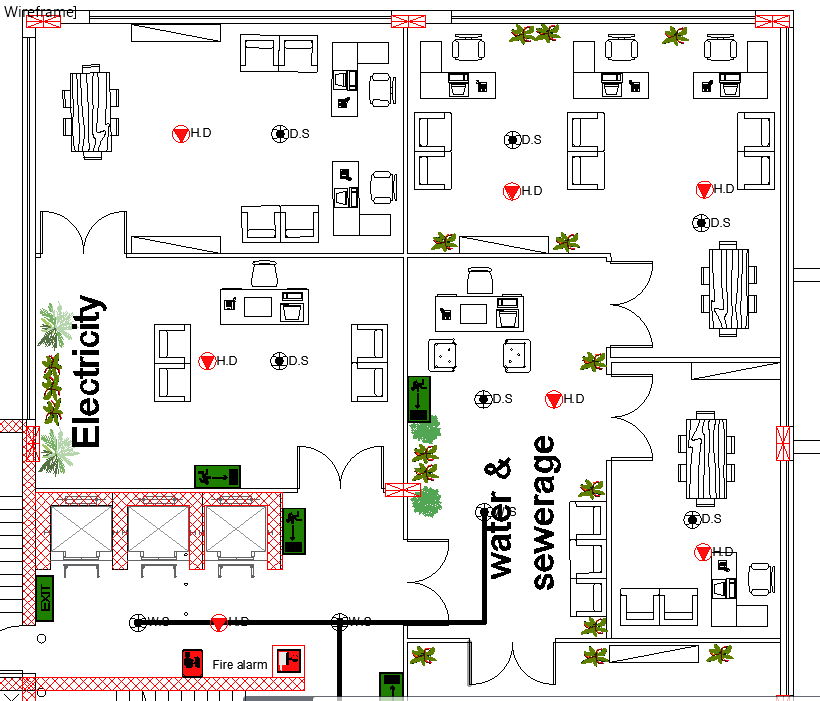 Wireframe]
H.D
D.S
D.S
H.D
H.D
D.S
Electricity
H.D
D.S
D.S
H.D
water &
sewerage
D.S
H.D
EXIT
H.D
Fire alarm